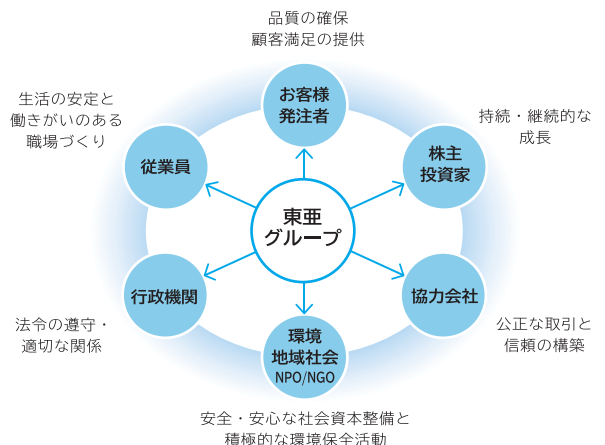 品質の確保
顧客満足の提供
お客様
発注者
生活の安定と
働きがいのある
職場づくり
従業員
持続・継続的な
成長
株主
投資家
東亜
グループ
行政機関
法令の遵守・
適切な関係
協力会社
公正な取引と
信頼の構築
環境
地域社会
NPO/NGO
安全・安心な社会資本整備と
積極的な環境保全活動